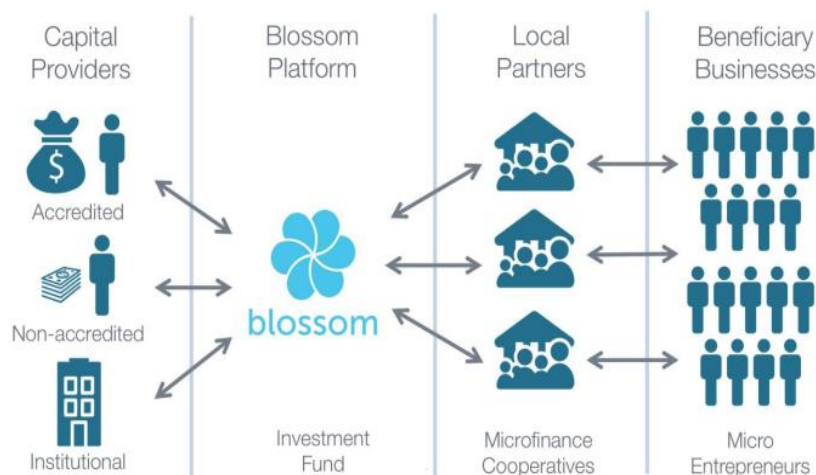 Capital
Providers
Blossom
Platform
Local
Partners
Beneficiary
Businesses
$
Accredited
Non-accredited
Institutional
blossom
Investment
Fund
Microfinance
Cooperatives
Micro
Entrepreneurs